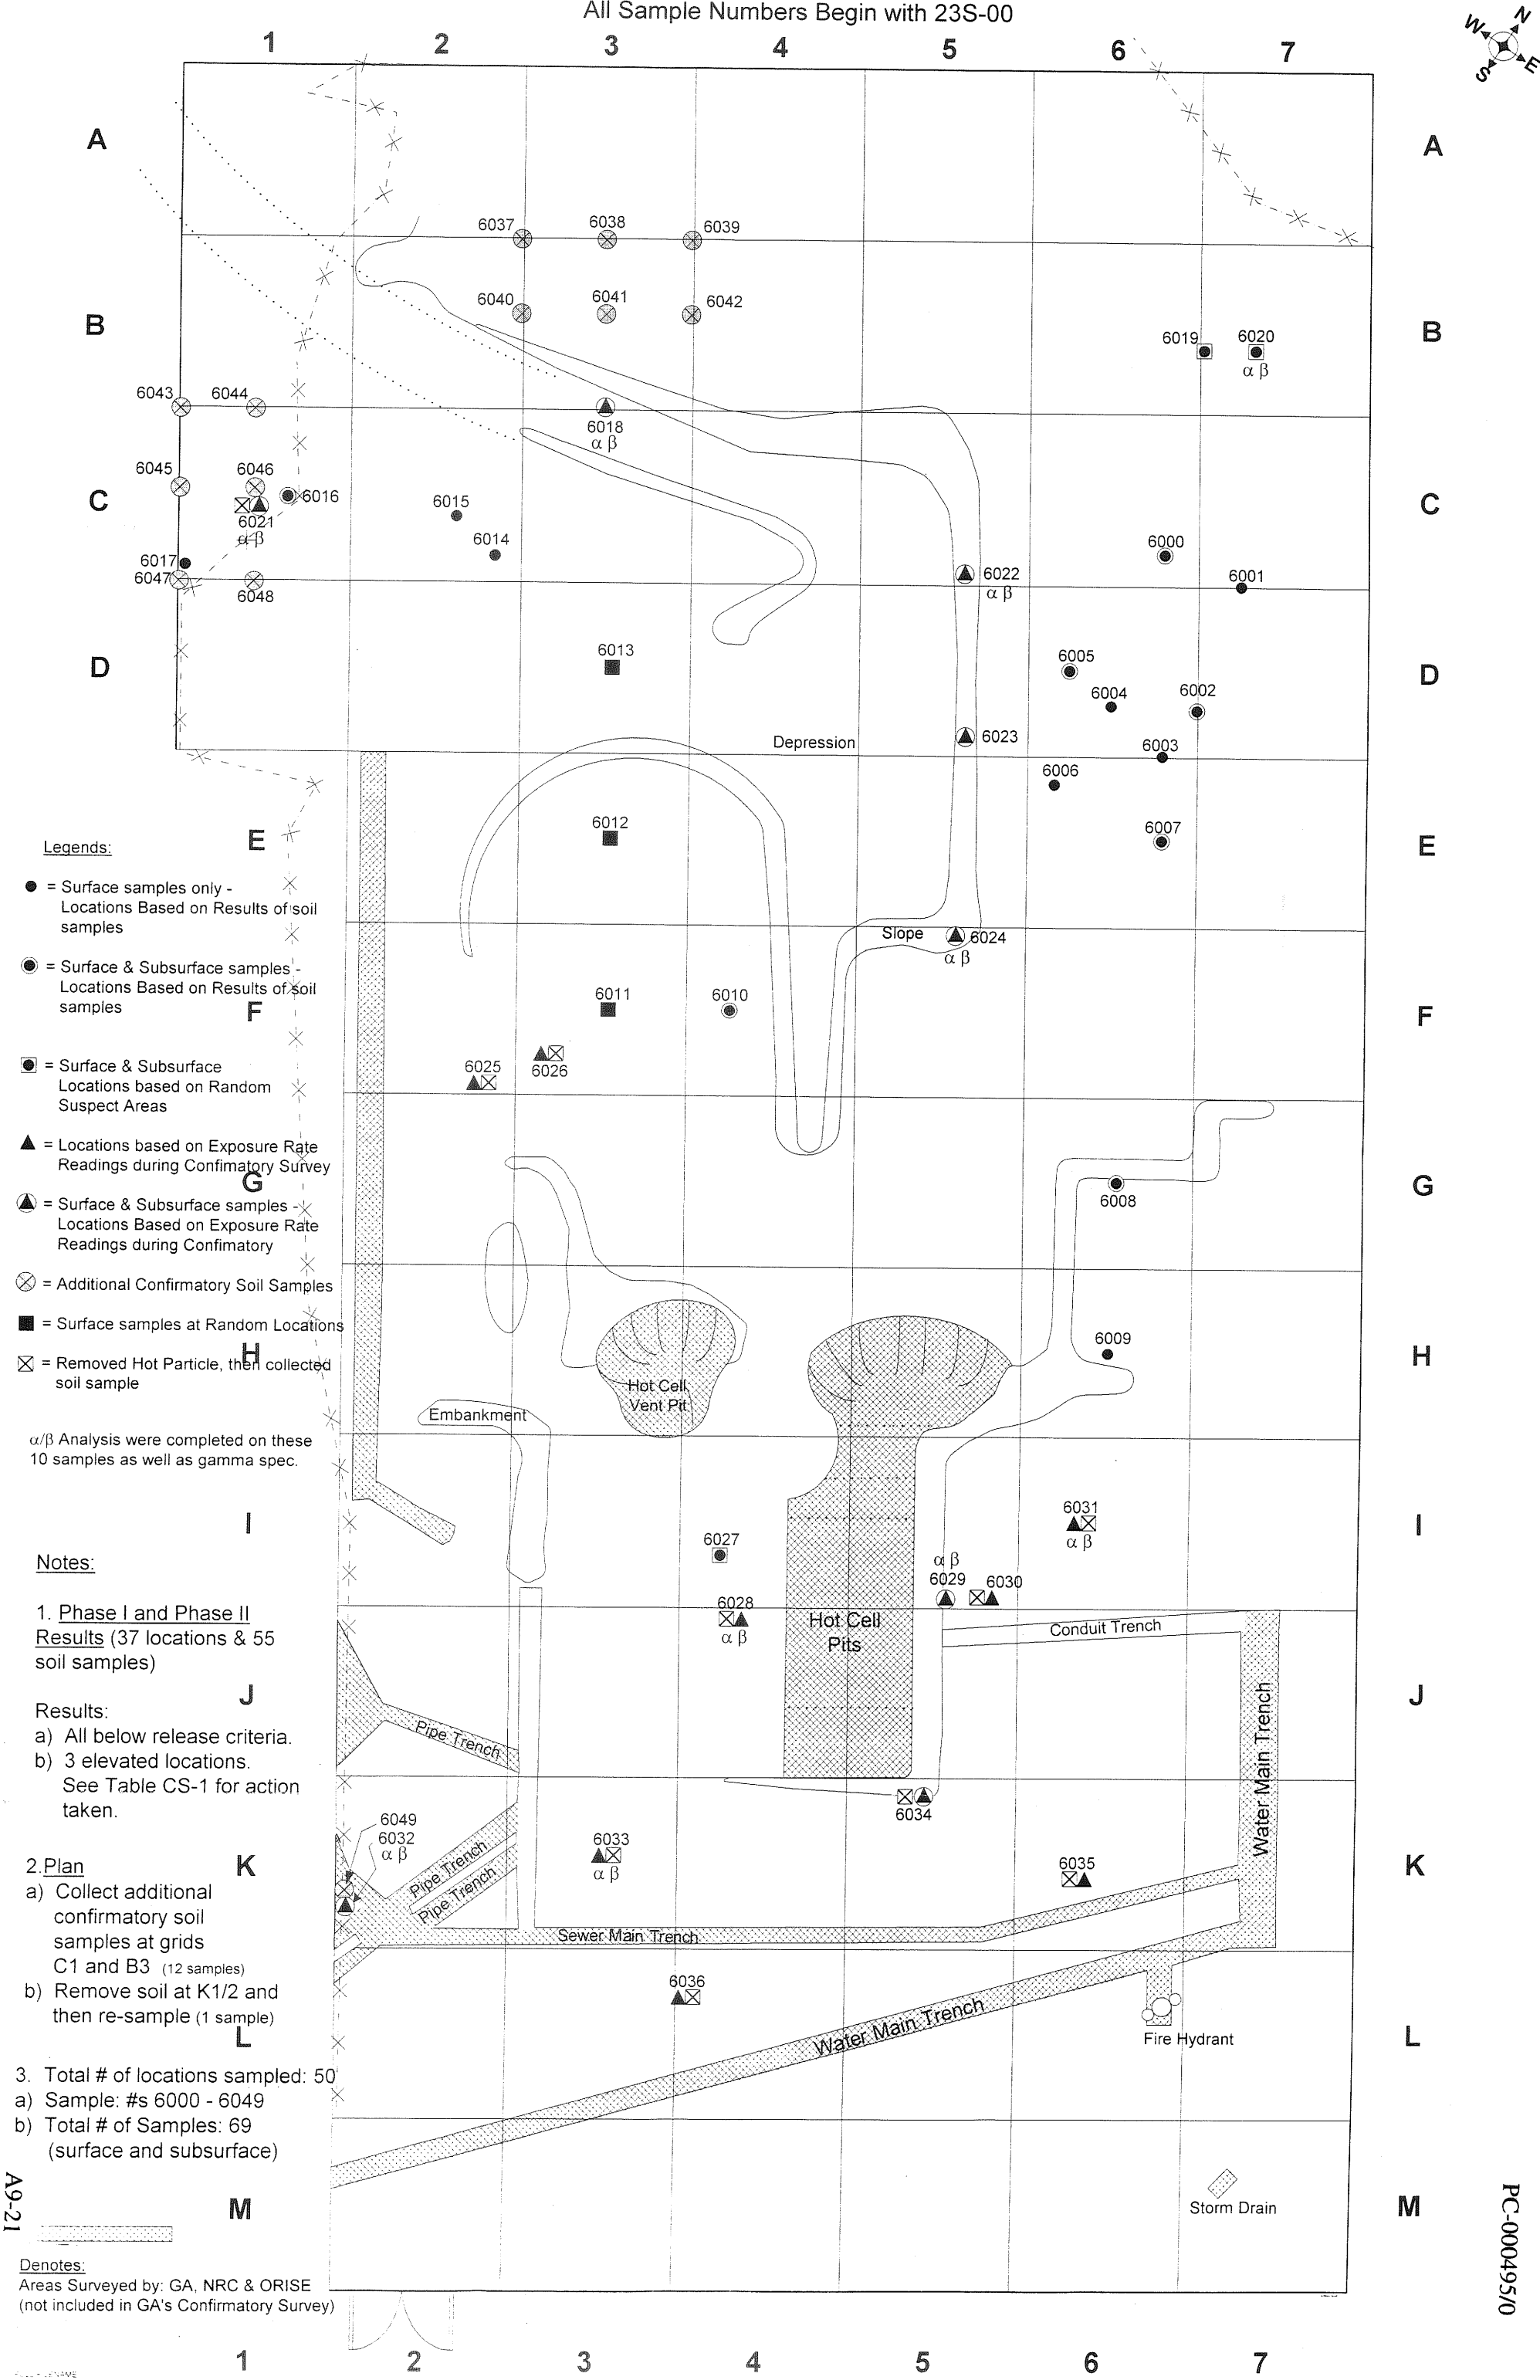 All Sample Numbers Begin with 23S-00
N
W
E
S
1 2 3 4 5 6 7
A A
6037 6038 6039
6040 6041 6042
B B
6019 6020
α β
6043 6044
6018
α β
6045 6046
C C
6016
6021
α β
6015
6014
6017
6047
6048
6000
6001
6022
α β
6013
6005
6004
6002
D D
Depression
6023
6003
6006
6012
6007
E E
Slope
6024
α β
6011 6010
F F
6025
6026
G G
6008
H H
6009
Hot Cell
Vent Pit
Embankment
I I
6031
α β
6027
α β
6029 6030
6028
α β
Hot Cell
Pits
Conduit Trench
J J
Pipe Trench
Water Main Trench
6034
6049
6032
α β
Pipe Trench
Pipe Trench
6033
α β
6035
K K
Sewer Main Trench
6036
Water Main Trench
Fire Hydrant
L L
Storm Drain
M M
1 2 3 4 5 6 7
Legends:
= Surface samples only -
Locations Based on Results of soil
samples
= Surface & Subsurface samples -
Locations Based on Results of soil
samples
= Surface & Subsurface
Locations based on Random
Suspect Areas
= Locations based on Exposure Rate
Readings during Confimatory Survey
= Surface & Subsurface samples -
Locations Based on Exposure Rate
Readings during Confimatory
= Additional Confirmatory Soil Samples
= Surface samples at Random Locations
= Removed Hot Particle, then collected
soil sample
α/β Analysis were completed on these
10 samples as well as gamma spec.
Notes:
1. Phase I and Phase II
Results (37 locations & 55
soil samples)
Results:
a) All below release criteria.
b) 3 elevated locations.
See Table CS-1 for action
taken.
2.Plan
a) Collect additional
confirmatory soil
samples at grids
C1 and B3 (12 samples)
b) Remove soil at K1/2 and
then re-sample (1 sample)
3. Total # of locations sampled: 50
a) Sample: #s 6000 - 6049
b) Total # of Samples: 69
(surface and subsurface)
Denotes:
Areas Surveyed by: GA, NRC & ORISE
(not included in GA's Confirmatory Survey)
A9-21
PC-000495/0